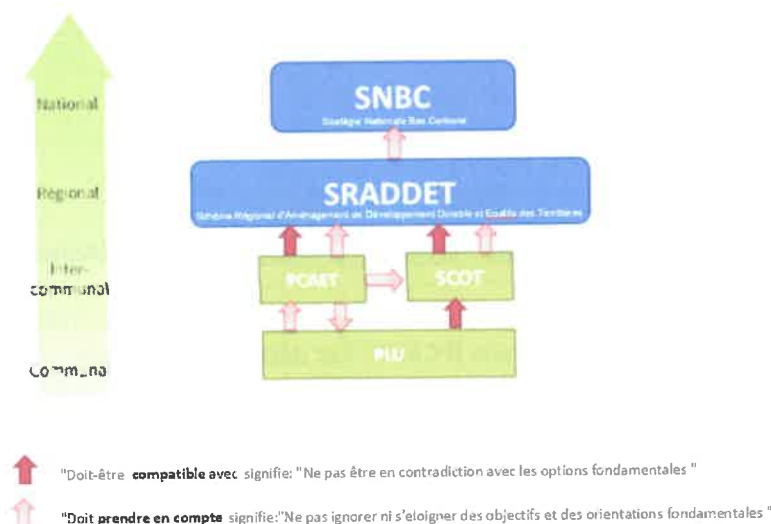 National
SNBC
Stratégie Nationale Bas Carbone
Régional
SRADDET
Schéma Régional d'Aménagement de Développement Durable et Egalité des Territoires
Inter-
communal
PCAET
SCOT
PLU
"Doit-être compatible avec signifie: "Ne pas être en contradiction avec les options fondamentales "
"Doit prendre en compte signifie:"Ne pas ignorer ni s'eloigner des objectifs et des orientations fondamentales "